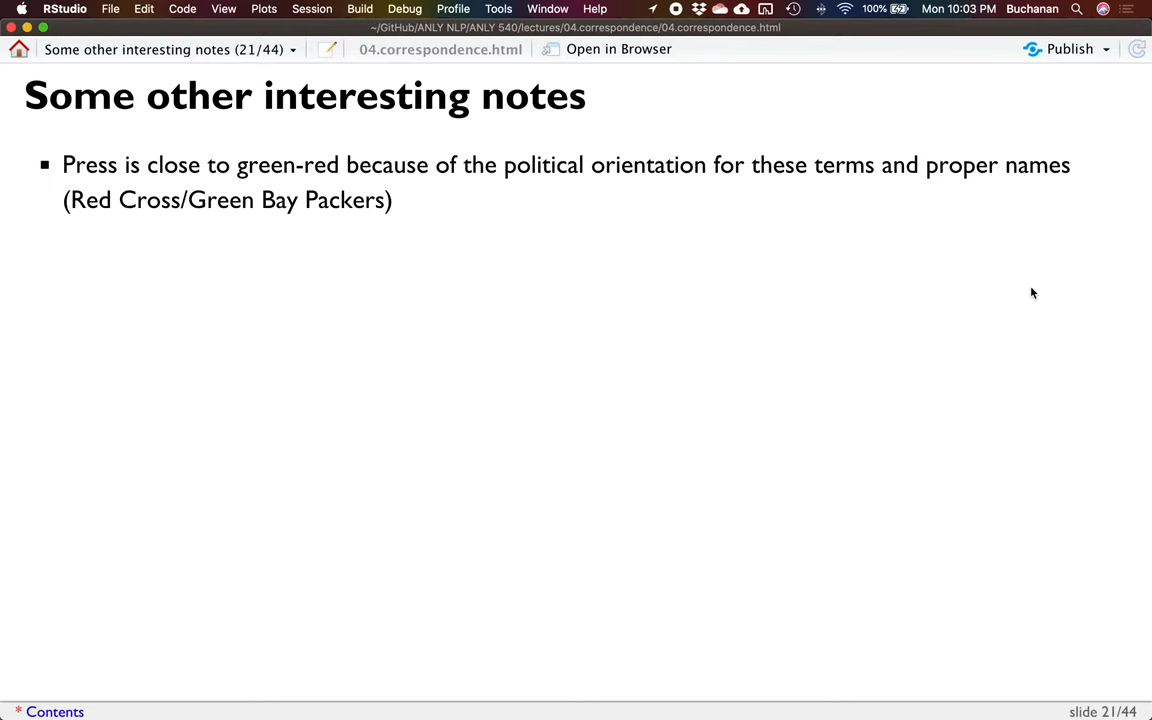 RStudio File Edit Code View Plots Session Build Debug Profile Tools Window Help 100% Mon 10:03 PM Buchanan
~/GitHub/ANLY NLP/ANLY 540/lectures/04.correspondence/04.correspondence.html
Some other interesting notes (21/44) 04.correspondence.html Open in Browser Publish
Some other interesting notes
Press is close to green-red because of the political orientation for these terms and proper names
(Red Cross/Green Bay Packers)
* Contents slide 21/44